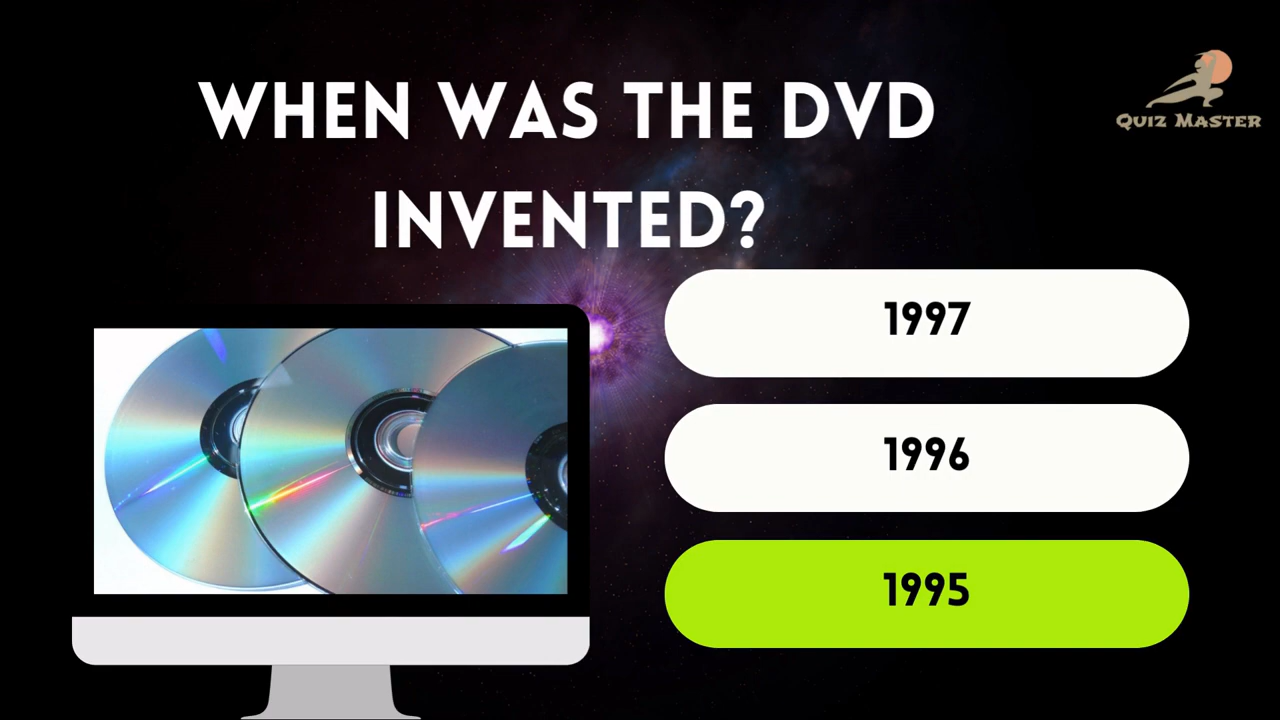 WHEN WAS THE DVD
INVENTED?
QUIZ MASTER
1997
1996
1995